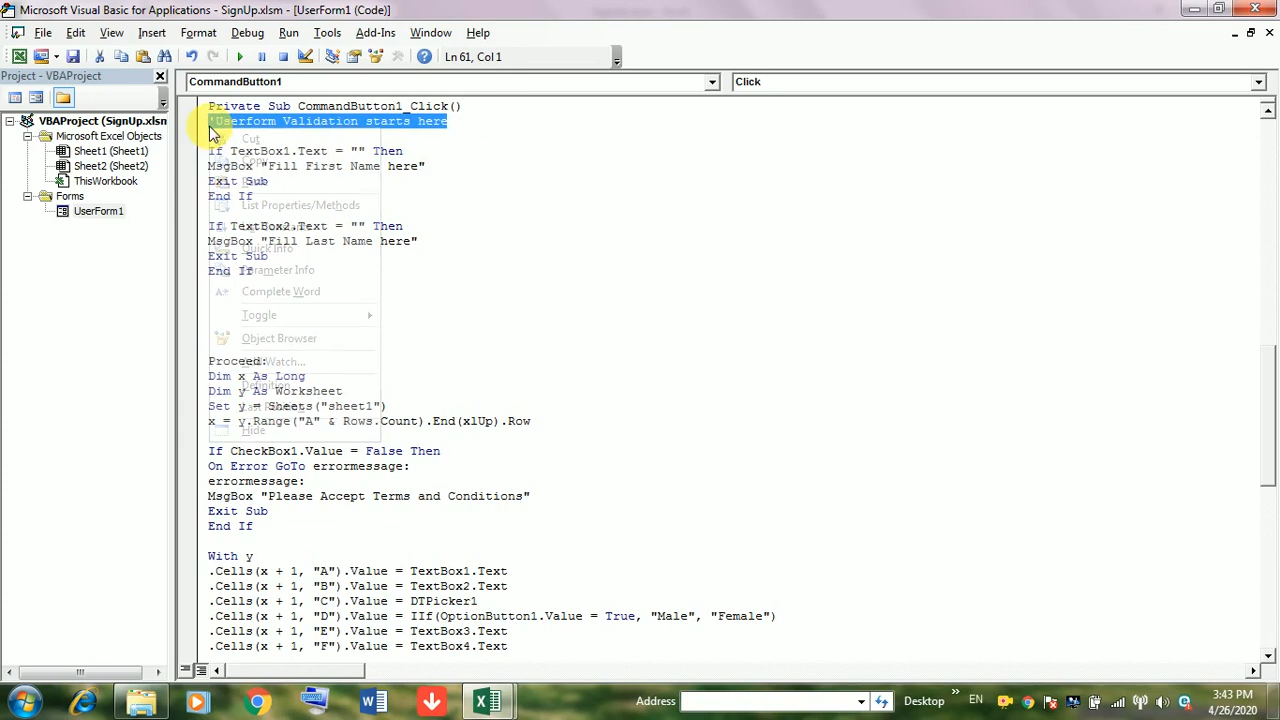 Microsoft Visual Basic for Applications - SignUp.xlsm - [UserForm1 (Code)]
File Edit View Insert Format Debug Run Tools Add-Ins Window Help
Ln 61, Col 1
Project - VBAProject
CommandButton1
Click
VBAProject (SignUp.xlsm
Microsoft Excel Objects
Sheet1 (Sheet1)
Sheet2 (Sheet2)
ThisWorkbook
Forms
UserForm1
Private Sub CommandButton1_Click()
'Userform Validation starts here
If TextBox1.Text = "" Then
MsgBox "Fill First Name here"
Exit Sub
End If
If TextBox2.Text = "" Then
MsgBox "Fill Last Name here"
Exit Sub
End If
Proceed:
Dim x As Long
Dim y As Worksheet
Set y = Sheets("sheet1")
x = y.Range("A" & Rows.Count).End(xlUp).Row
If CheckBox1.Value = False Then
On Error GoTo errormessage:
errormessage:
MsgBox "Please Accept Terms and Conditions"
Exit Sub
End If
With y
.Cells(x + 1, "A").Value = TextBox1.Text
.Cells(x + 1, "B").Value = TextBox2.Text
.Cells(x + 1, "C").Value = DTPicker1
.Cells(x + 1, "D").Value = IIf(OptionButton1.Value = True, "Male", "Female")
.Cells(x + 1, "E").Value = TextBox3.Text
.Cells(x + 1, "F").Value = TextBox4.Text
Cut
Copy
List Properties/Methods
Quick Info
Parameter Info
Complete Word
Toggle
Object Browser
Add Watch...
Definition
Hide
Address
Desktop
EN
3:43 PM
4/26/2020